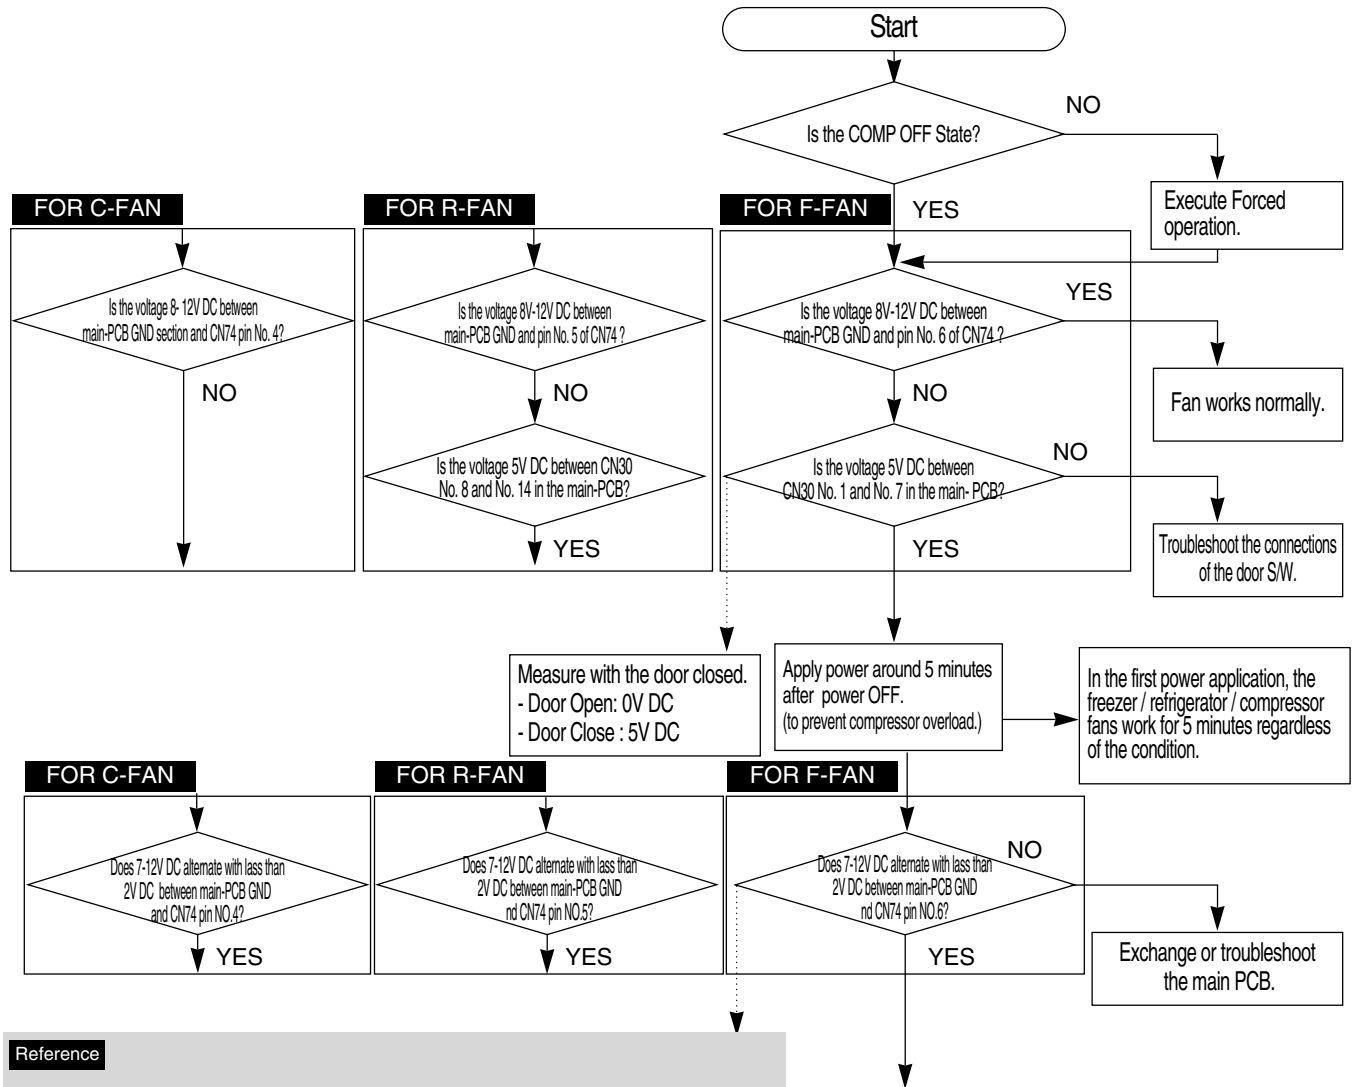 Start
Is the COMP OFF State?
NO
Execute Forced
operation.
YES
FOR C-FAN
FOR R-FAN
FOR F-FAN
Is the voltage 8- 12V DC between
main-PCB GND section and CN74 pin No. 4?
NO
Is the voltage 8V-12V DC between
main-PCB GND and pin No. 5 of CN74 ?
NO
Is the voltage 5V DC between CN30
No. 8 and No. 14 in the main-PCB?
YES
Is the voltage 8V-12V DC between
main-PCB GND and pin No. 6 of CN74 ?
YES
Fan works normally.
NO
Is the voltage 5V DC between
CN30 No. 1 and No. 7 in the main- PCB?
NO
Troubleshoot the connections
of the door S/W.
YES
Measure with the door closed.
- Door Open: 0V DC
- Door Close : 5V DC
Apply power around 5 minutes
after power OFF.
(to prevent compressor overload.)
In the first power application, the
freezer / refrigerator / compressor
fans work for 5 minutes regardless
of the condition.
FOR C-FAN
FOR R-FAN
FOR F-FAN
Does 7-12V DC alternate with lass than
2V DC between main-PCB GND
and CN74 pin NO.4?
YES
Does 7-12V DC alternate with lass than
2V DC between main-PCB GND
nd CN74 pin NO.5?
YES
Does 7-12V DC alternate with lass than
2V DC between main-PCB GND
nd CN74 pin NO.6?
NO
YES
Exchange or troubleshoot
the main PCB.
Reference